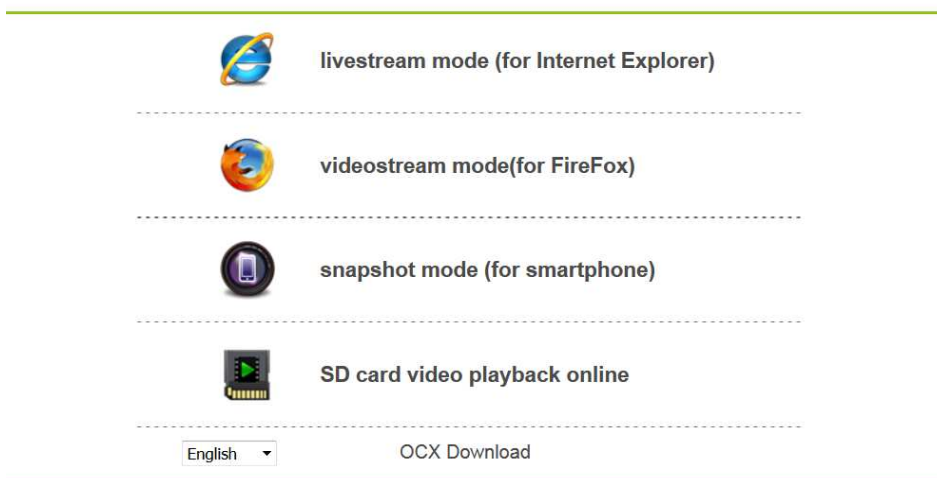 livestream mode (for Internet Explorer)
videostream mode(for FireFox)
snapshot mode (for smartphone)
SD card video playback online
English OCX Download